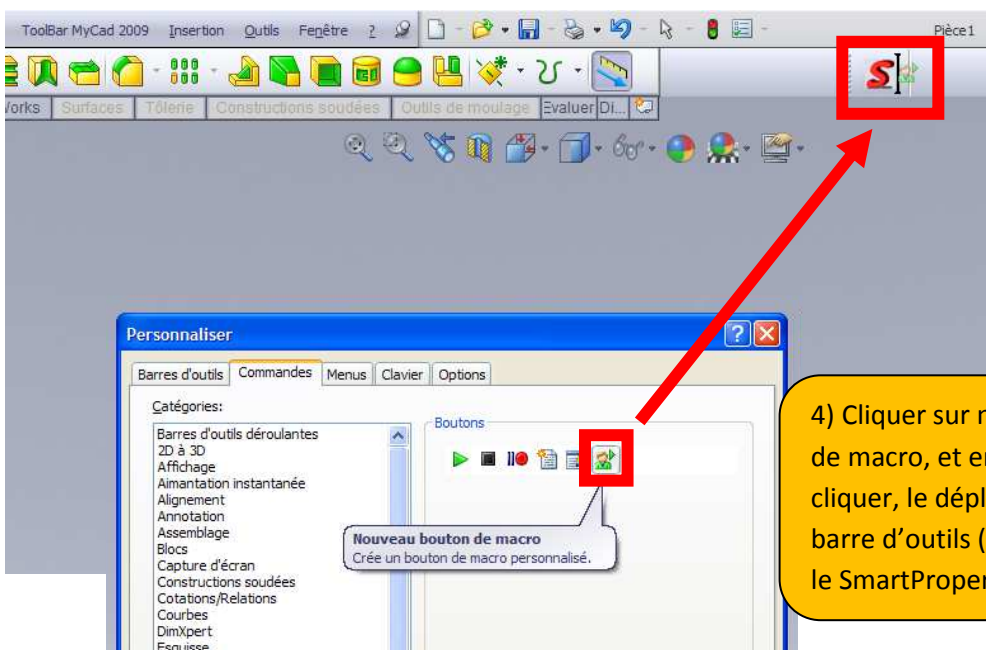 ToolBar MyCad 2009 Insertion Outils Fenêtre ? Pièce1
S
Surfaces Tôlerie Constructions soudées Outils de moulage Evaluer Di...
Personnaliser
Barres d'outils Commandes Menus Clavier Options
Catégories:
Boutons
Barres d'outils déroulantes
2D à 3D
Affichage
Aimantation instantanée
Alignement
Annotation
Assemblage
Blocs
Capture d'écran
Constructions soudées
Cotations/Relations
Courbes
DimXpert
Esquisse
Nouveau bouton de macro
Crée un bouton de macro personnalisé.
4) Cliquer sur
de macro, et
cliquer, le
barre d'outils (
le